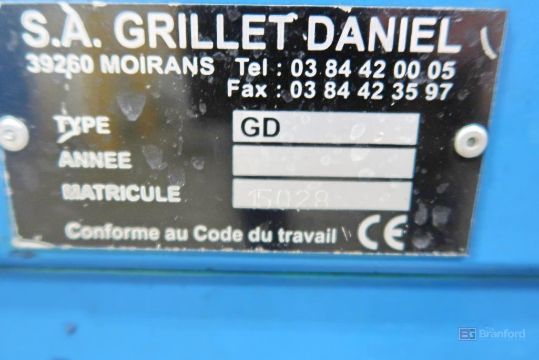 S.A. GRILLET DANIEL
39260 MOIRANS Tel : 03 84 42 00 05
Fax : 03 84 42 35 97
TYPE GD
ANNEE
MATRICULE 15028
Conforme au Code du travail CE
BG Branford